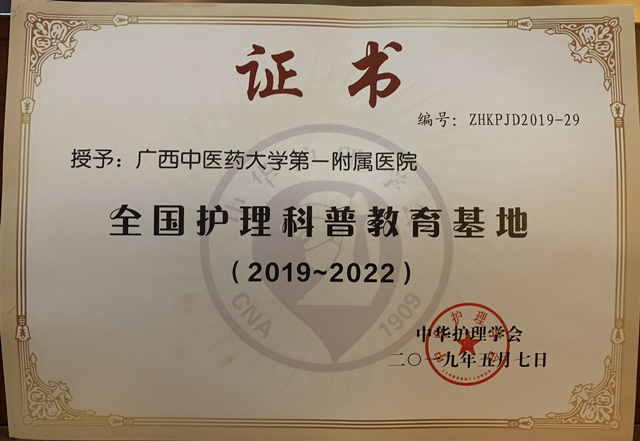 证书
编号：ZHKPJD2019-29
授予：广西中医药大学第一附属医院
全国护理科普教育基地
（2019~2022）
CNA 1909
中华护理学会
二〇一九年五月七日